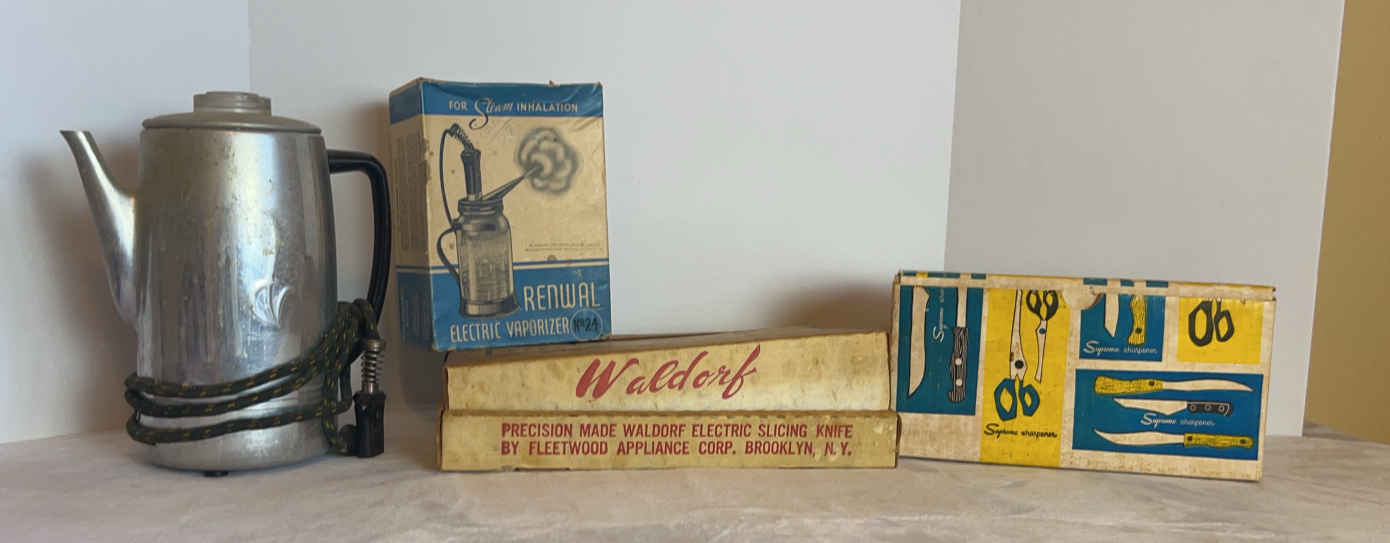 FOR Steam INHALATION
RENWAL
ELECTRIC VAPORIZER No 24
Waldorf
PRECISION MADE WALDORF ELECTRIC SLICING KNIFE
BY FLEETWOOD APPLIANCE CORP. BROOKLYN, N.Y.
Supreme sharpener
Supreme sharpener
Supreme sharpener